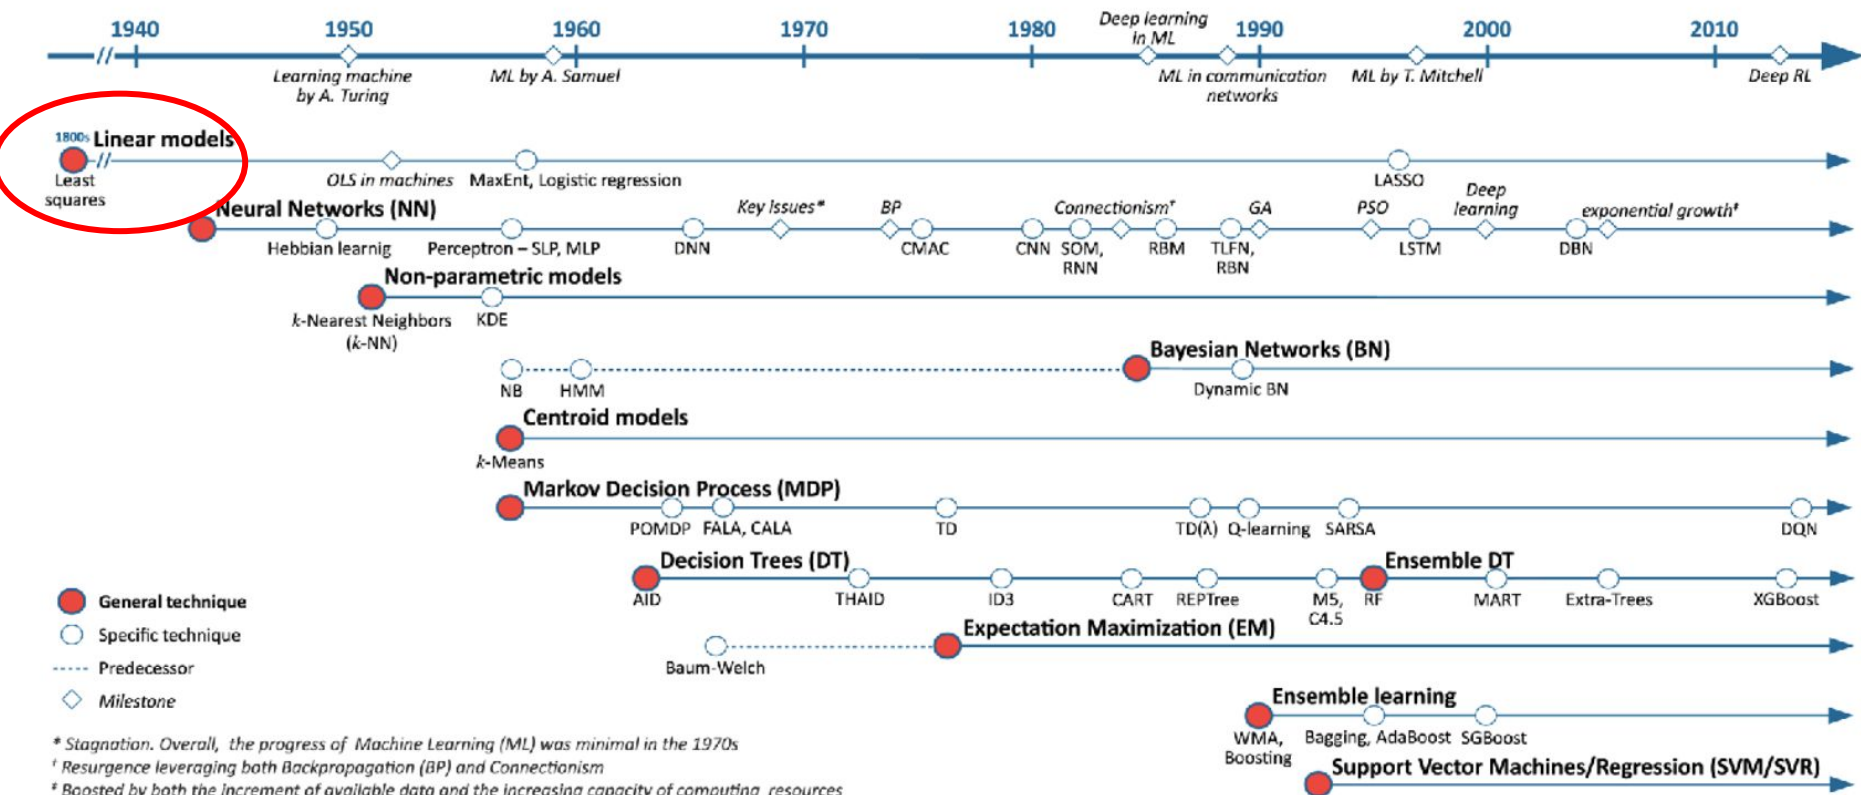 1940 1950 1960 1970 1980 1990 2000 2010
Deep learning
in ML
Learning machine
by A. Turing
ML by A. Samuel
ML in communication
networks
ML by T. Mitchell
Deep RL
1800s Linear models
Least
squares
OLS in machines
MaxEnt, Logistic regression
LASSO
Neural Networks (NN)
Key issues*
BP
Connectionism†
GA
PSO
Deep
learning
exponential growth‡
Hebbian learnig
Perceptron – SLP, MLP
DNN
CMAC
CNN
SOM,
RNN
RBM
TLFN,
RBN
LSTM
DBN
Non-parametric models
k-Nearest Neighbors
(k-NN)
KDE
Bayesian Networks (BN)
NB
HMM
Dynamic BN
Centroid models
k-Means
Markov Decision Process (MDP)
POMDP
FALA, CALA
TD
TD(λ)
Q-learning
SARSA
DQN
Decision Trees (DT)
Ensemble DT
AID
THAID
ID3
CART
REPTree
M5,
C4.5
RF
MART
Extra-Trees
XGBoost
Expectation Maximization (EM)
Baum-Welch
Ensemble learning
WMA,
Boosting
Bagging, AdaBoost
SGBoost
Support Vector Machines/Regression (SVM/SVR)
General technique
Specific technique
Predecessor
Milestone
* Stagnation. Overall, the progress of Machine Learning (ML) was minimal in the 1970s
† Resurgence leveraging both Backpropagation (BP) and Connectionism
‡ Boosted by both the increment of available data and the increasing capacity of computing resources